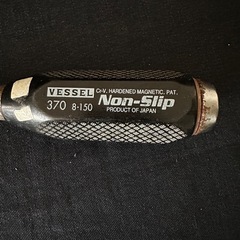 VESSEL Cr-V. HARDENED MAGNETIC. PAT.
370 8-150 Non-Slip
PRODUCT OF JAPAN